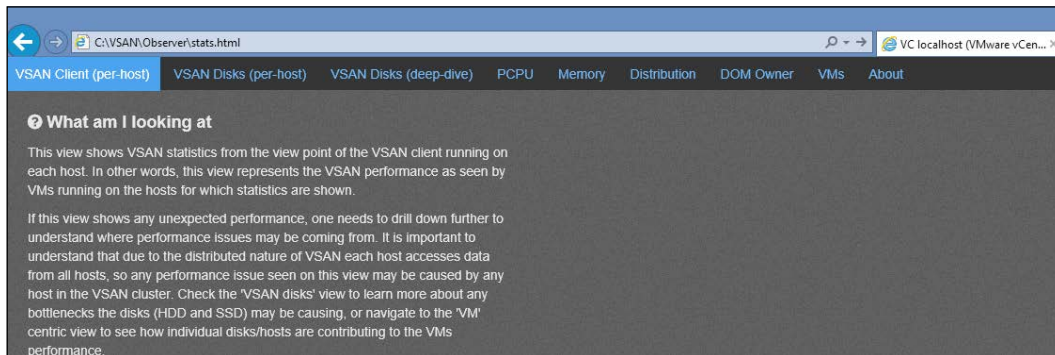 C:\VSAN\Observer\stats.html
VC localhost (VMware vCen...
VSAN Client (per-host) VSAN Disks (per-host) VSAN Disks (deep-dive) PCPU Memory Distribution DOM Owner VMs About
What am I looking at
This view shows VSAN statistics from the view point of the VSAN client running on
each host. In other words, this view represents the VSAN performance as seen by
VMs running on the hosts for which statistics are shown.
If this view shows any unexpected performance, one needs to drill down further to
understand where performance issues may be coming from. It is important to
understand that due to the distributed nature of VSAN each host accesses data
from all hosts, so any performance issue seen on this view may be caused by any
host in the VSAN cluster. Check the 'VSAN disks' view to learn more about any
bottlenecks the disks (HDD and SSD) may be causing, or navigate to the 'VM'
centric view to see how individual disks/hosts are contributing to the VMs
performance.